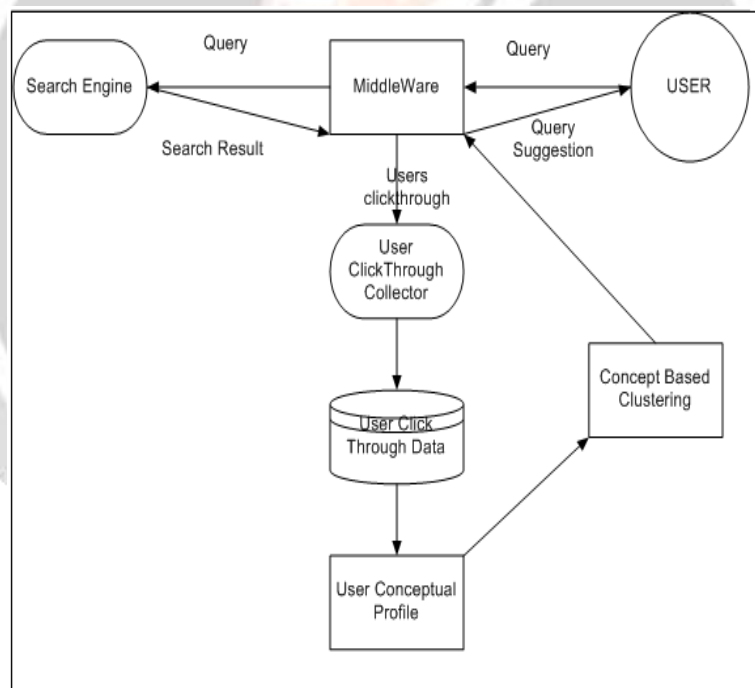 Query
Query
Search Engine
MiddleWare
USER
Search Result
Query
Suggestion
Users
clickthrough
User
ClickThrough
Collector
Concept Based
Clustering
User Click
Through Data
User Conceptual
Profile